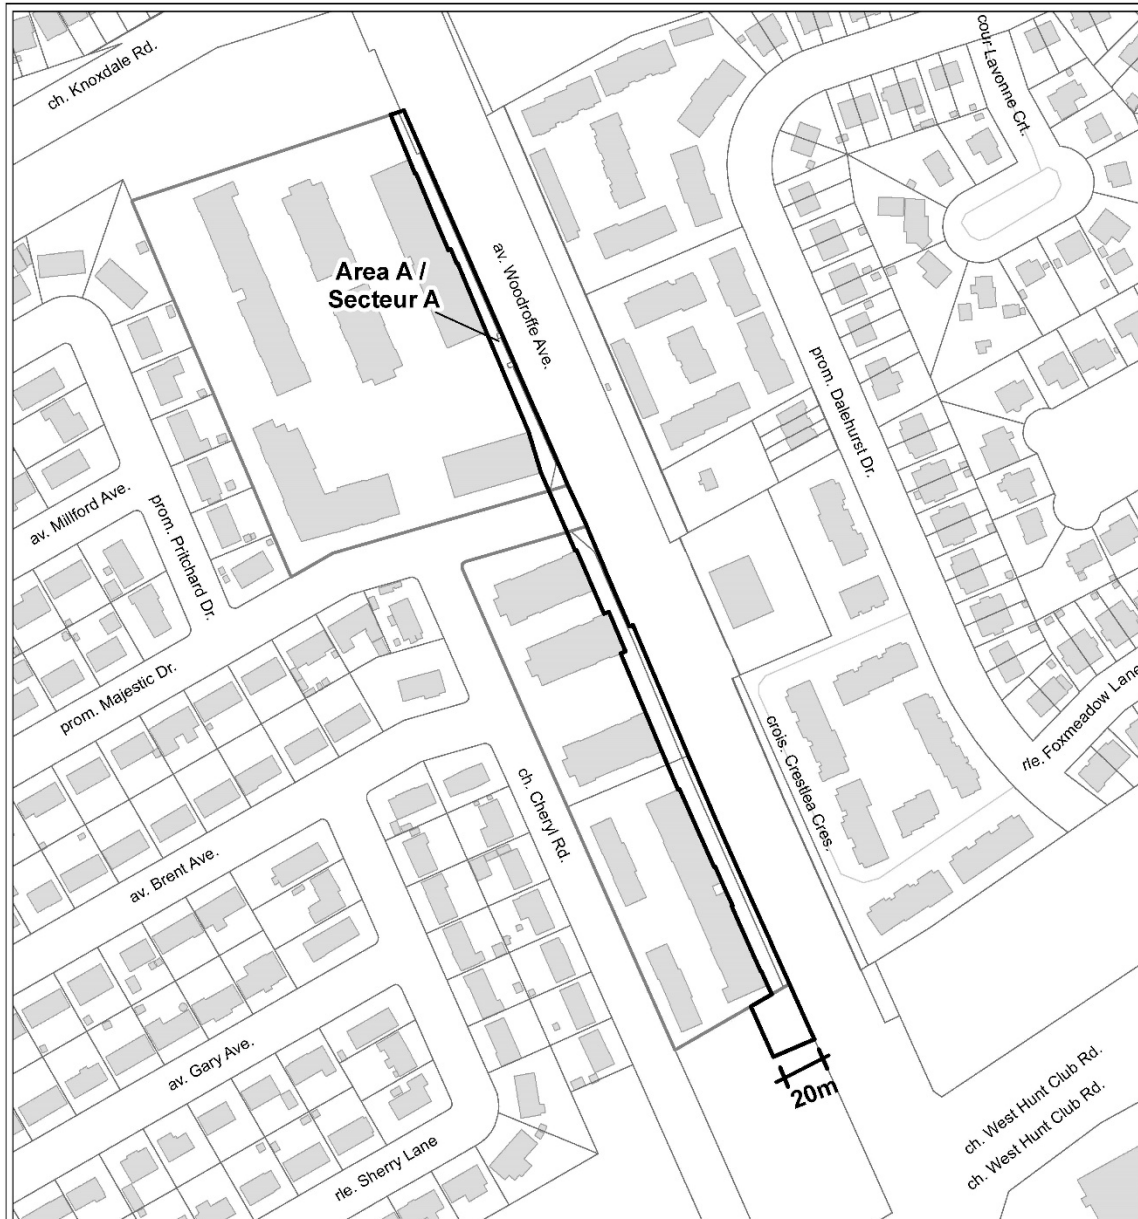 ch. Knoxdale Rd.
cour Lavonne Crt.
Area A /
Secteur A
av. Woodroffe Ave.
prom. Dalehurst Dr.
av. Millford Ave.
prom. Pritchard Dr.
prom. Majestic Dr.
rle. Foxmeadow Lane
crois. Crestlea Cres.
ch. Cheryl Rd.
av. Brent Ave.
av. Gary Ave.
20m
ch. West Hunt Club Rd.
ch. West Hunt Club Rd.
rle. Sherry Lane